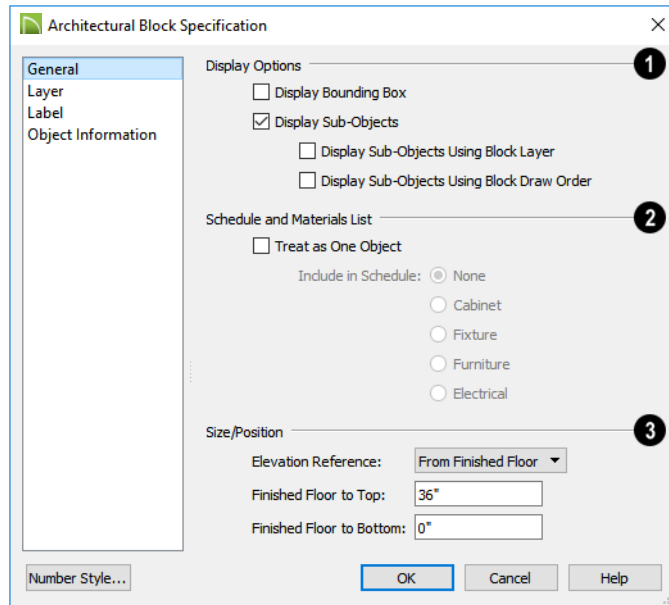 Architectural Block Specification
General
Layer
Label
Object Information
Display Options
1
Display Bounding Box
Display Sub-Objects
Display Sub-Objects Using Block Layer
Display Sub-Objects Using Block Draw Order
Schedule and Materials List
2
Treat as One Object
Include in Schedule: None
Cabinet
Fixture
Furniture
Electrical
Size/Position
3
Elevation Reference: From Finished Floor
Finished Floor to Top: 36"
Finished Floor to Bottom: 0"
Number Style... OK Cancel Help